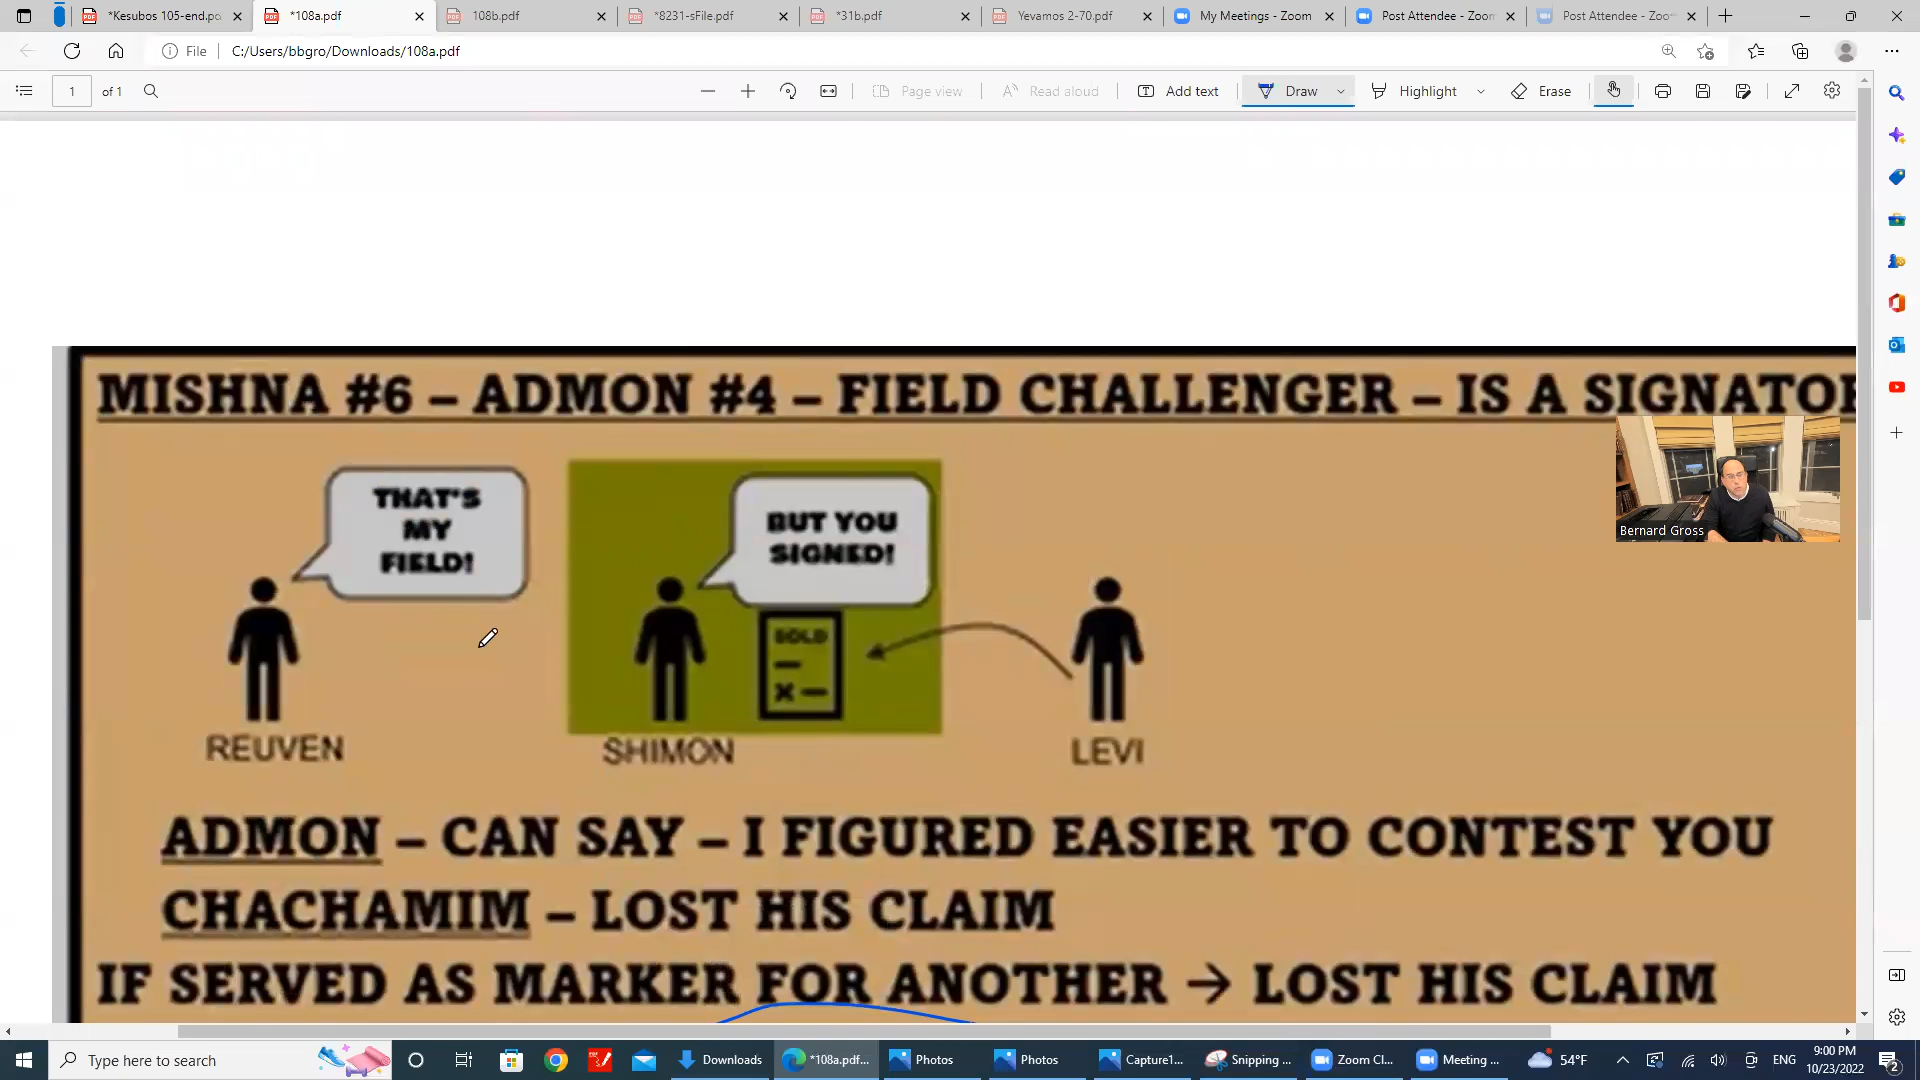 *Kesubos 105-end.pd
*108a.pdf
108b.pdf
*8231-sFile.pdf
*31b.pdf
Yevamos 2-70.pdf
My Meetings - Zoom
Post Attendee - Zoom
Post Attendee - Zoom
File
C:/Users/bbgro/Downloads/108a.pdf
1
of 1
Page view
Read aloud
Add text
Draw
Highlight
Erase
MISHNA #6 – ADMON #4 – FIELD CHALLENGER – IS A SIGNATO
THAT'S
MY
FIELD!
BUT YOU
SIGNED!
SOLD
X
REUVEN
SHIMON
LEVI
Bernard Gross
ADMON – CAN SAY – I FIGURED EASIER TO CONTEST YOU
CHACHAMIM – LOST HIS CLAIM
IF SERVED AS MARKER FOR ANOTHER → LOST HIS CLAIM
Type here to search
Downloads
*108a.pdf...
Photos
Photos
Capture1...
Snipping ...
Zoom Cl...
Meeting ...
54°F
ENG
9:00 PM
10/23/2022
2